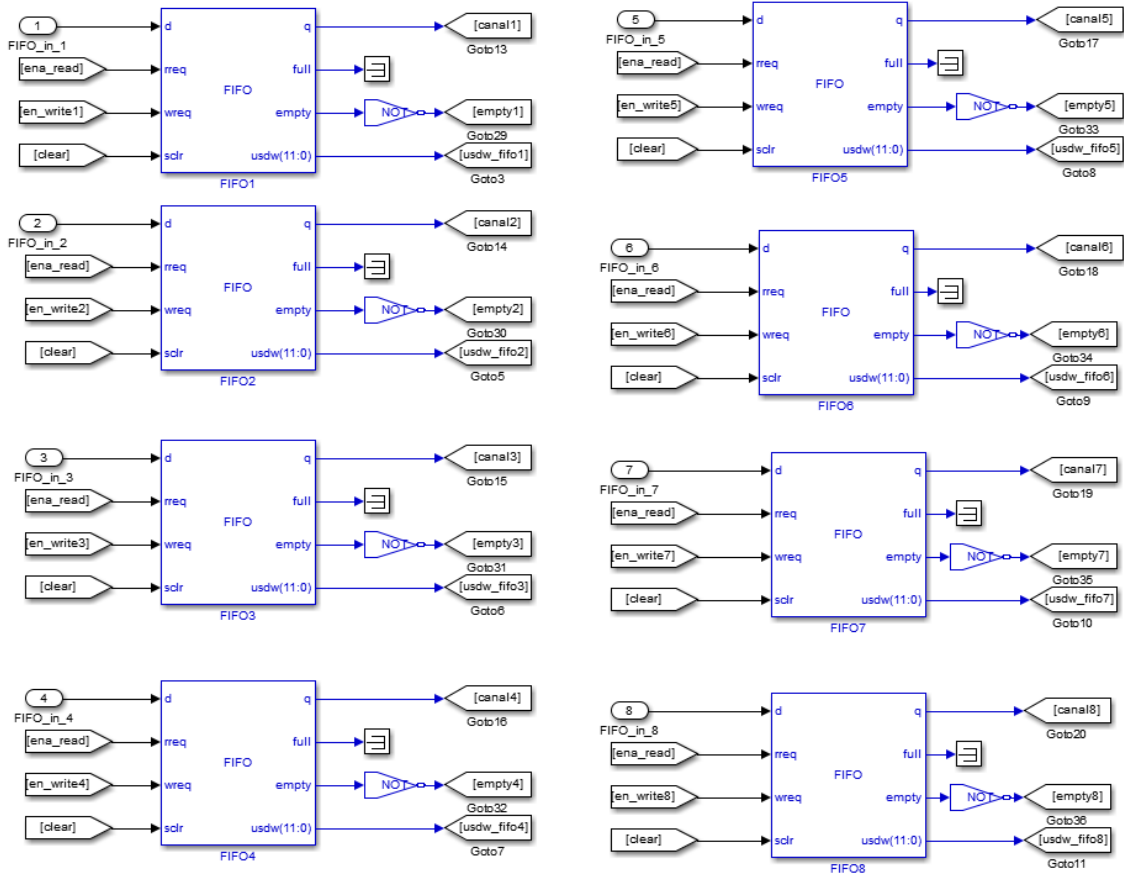 1
d
q
[canal1]
FIFO_in_1
Goto13
[ena_read]
rreq
full
FIFO
[en_write1]
wreq
empty
NOT
[empty1]
Goto29
[clear]
sclr
usdw(11:0)
[usdw_fifo1]
FIFO1
Goto3
2
d
q
[canal2]
FIFO_in_2
Goto14
[ena_read]
rreq
full
FIFO
[en_write2]
wreq
empty
NOT
[empty2]
Goto30
[clear]
sclr
usdw(11:0)
[usdw_fifo2]
FIFO2
Goto5
3
d
q
[canal3]
FIFO_in_3
Goto15
[ena_read]
rreq
full
FIFO
[en_write3]
wreq
empty
NOT
[empty3]
Goto31
[clear]
sclr
usdw(11:0)
[usdw_fifo3]
FIFO3
Goto6
4
d
q
[canal4]
FIFO_in_4
Goto16
[ena_read]
rreq
full
FIFO
[en_write4]
wreq
empty
NOT
[empty4]
Goto32
[clear]
sclr
usdw(11:0)
[usdw_fifo4]
FIFO4
Goto7
5
d
q
[canal5]
FIFO_in_5
Goto17
[ena_read]
rreq
full
FIFO
[en_write5]
wreq
empty
NOT
[empty5]
Goto33
[clear]
sclr
usdw(11:0)
[usdw_fifo5]
FIFO5
Goto8
6
d
q
[canal6]
FIFO_in_6
Goto18
[ena_read]
rreq
full
FIFO
[en_write6]
wreq
empty
NOT
[empty6]
Goto34
[clear]
sclr
usdw(11:0)
[usdw_fifo6]
FIFO6
Goto9
7
d
q
[canal7]
FIFO_in_7
Goto19
[ena_read]
rreq
full
FIFO
[en_write7]
wreq
empty
NOT
[empty7]
Goto35
[clear]
sclr
usdw(11:0)
[usdw_fifo7]
FIFO7
Goto10
8
d
q
[canal8]
FIFO_in_8
Goto20
[ena_read]
rreq
full
FIFO
[en_write8]
wreq
empty
NOT
[empty8]
Goto36
[clear]
sclr
usdw(11:0)
[usdw_fifo8]
FIFO8
Goto11